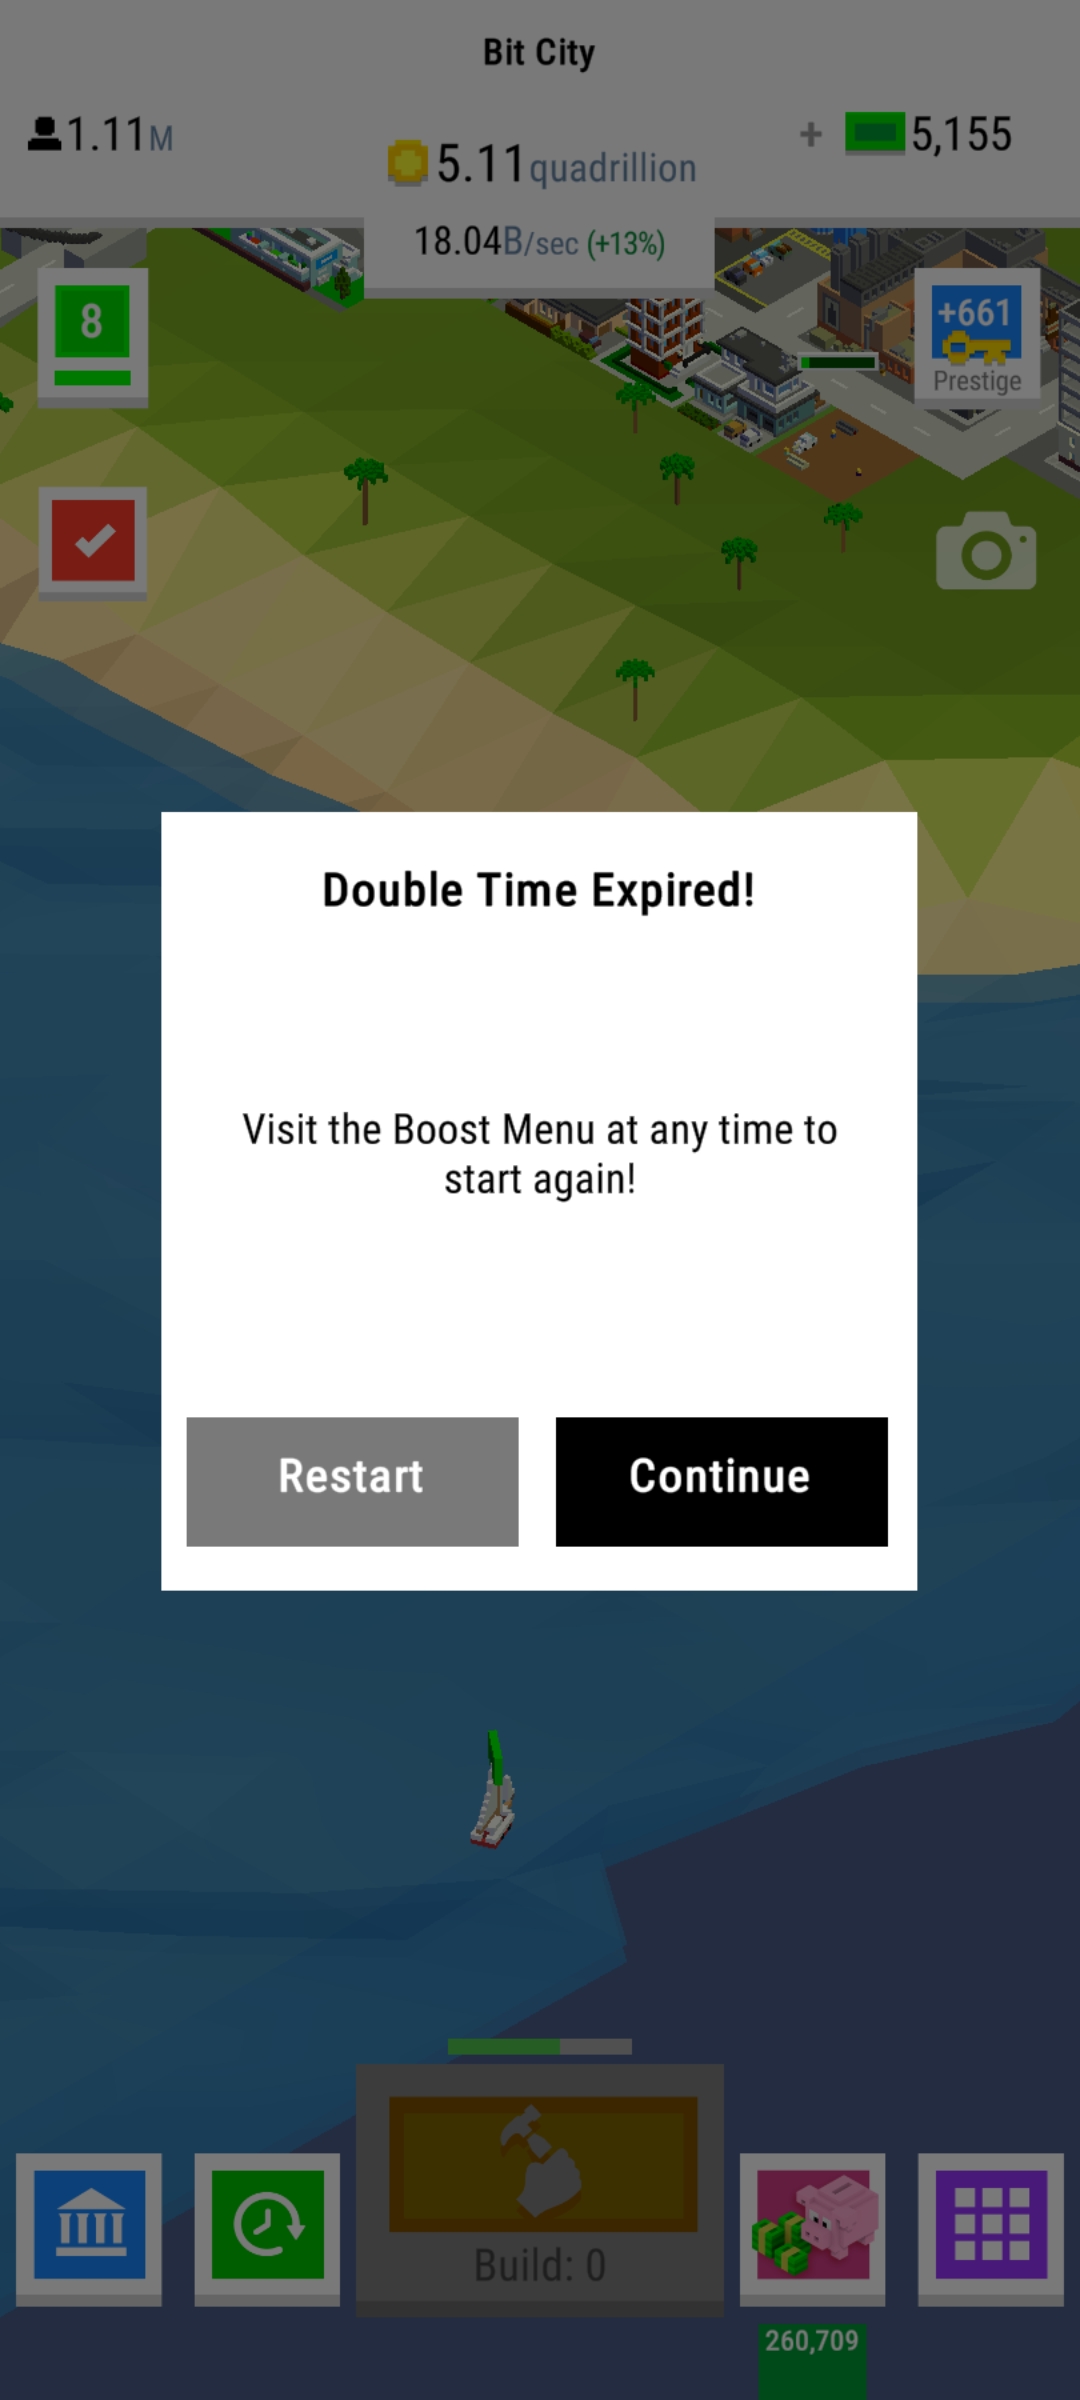 Bit City
1.11M
5.11quadrillion
+ 5,155
18.04B/sec (+13%)
8
+661
Prestige
Double Time Expired!
Visit the Boost Menu at any time to
start again!
Restart
Continue
Build: 0
260,709